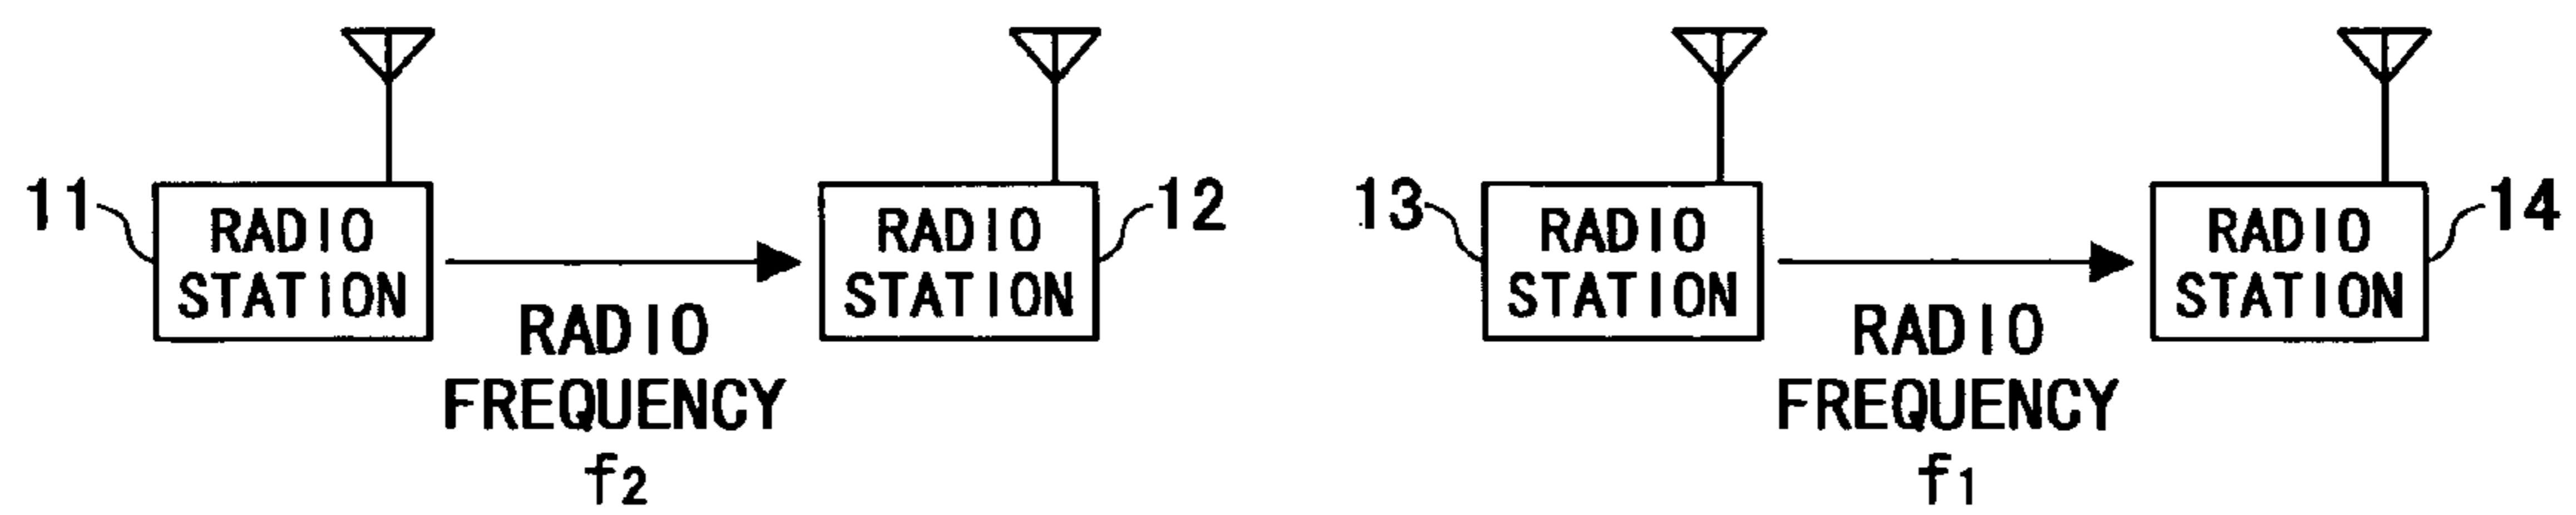 11
RADIO
STATION
RADIO
FREQUENCY
f2
RADIO
STATION
12
13
RADIO
STATION
RADIO
FREQUENCY
f1
RADIO
STATION
14